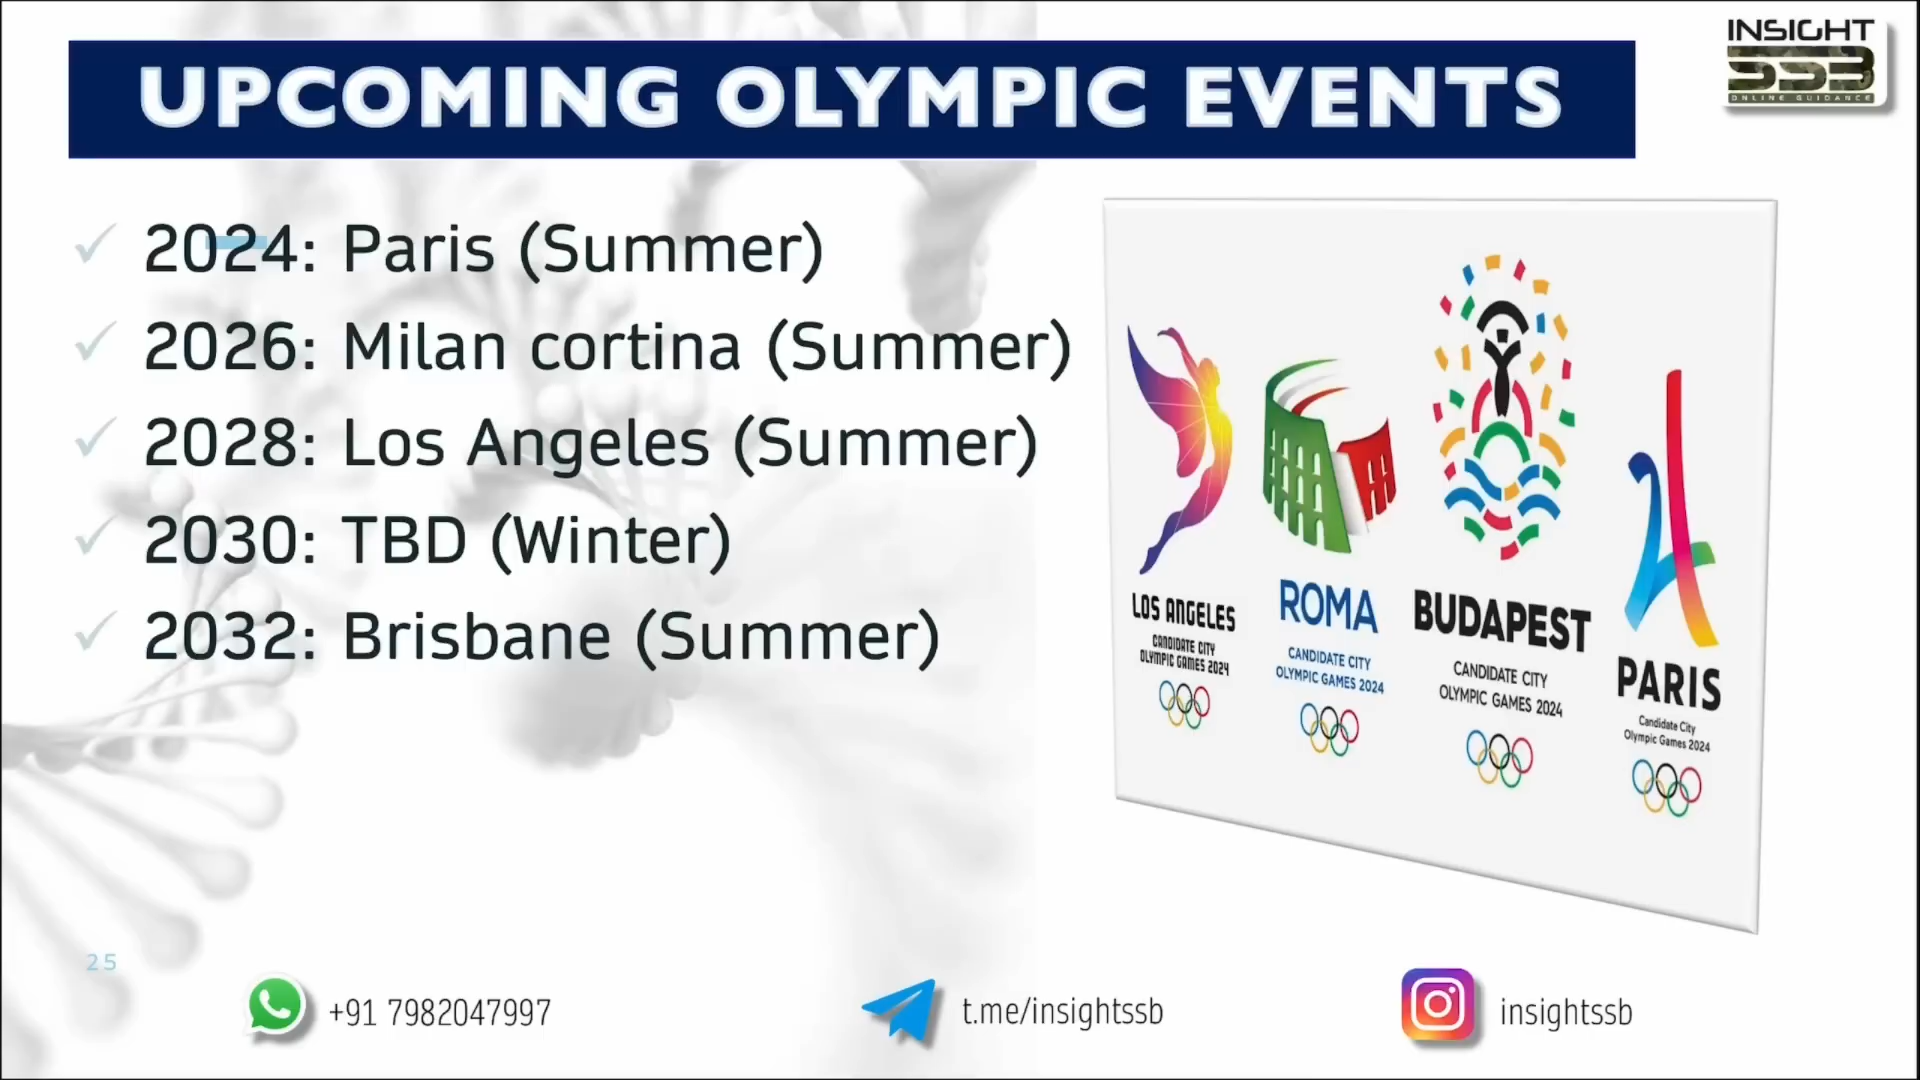 UPCOMING OLYMPIC EVENTS
INSIGHT
SSB
ONLINE GUIDANCE
2024: Paris (Summer)
2026: Milan cortina (Summer)
2028: Los Angeles (Summer)
2030: TBD (Winter)
2032: Brisbane (Summer)
LOS ANGELES
CANDIDATE CITY
OLYMPIC GAMES 2024
ROMA
CANDIDATE CITY
OLYMPIC GAMES 2024
BUDAPEST
CANDIDATE CITY
OLYMPIC GAMES 2024
PARIS
Candidate City
Olympic Games 2024
25
+91 7982047997
t.me/insightssb
insightssb